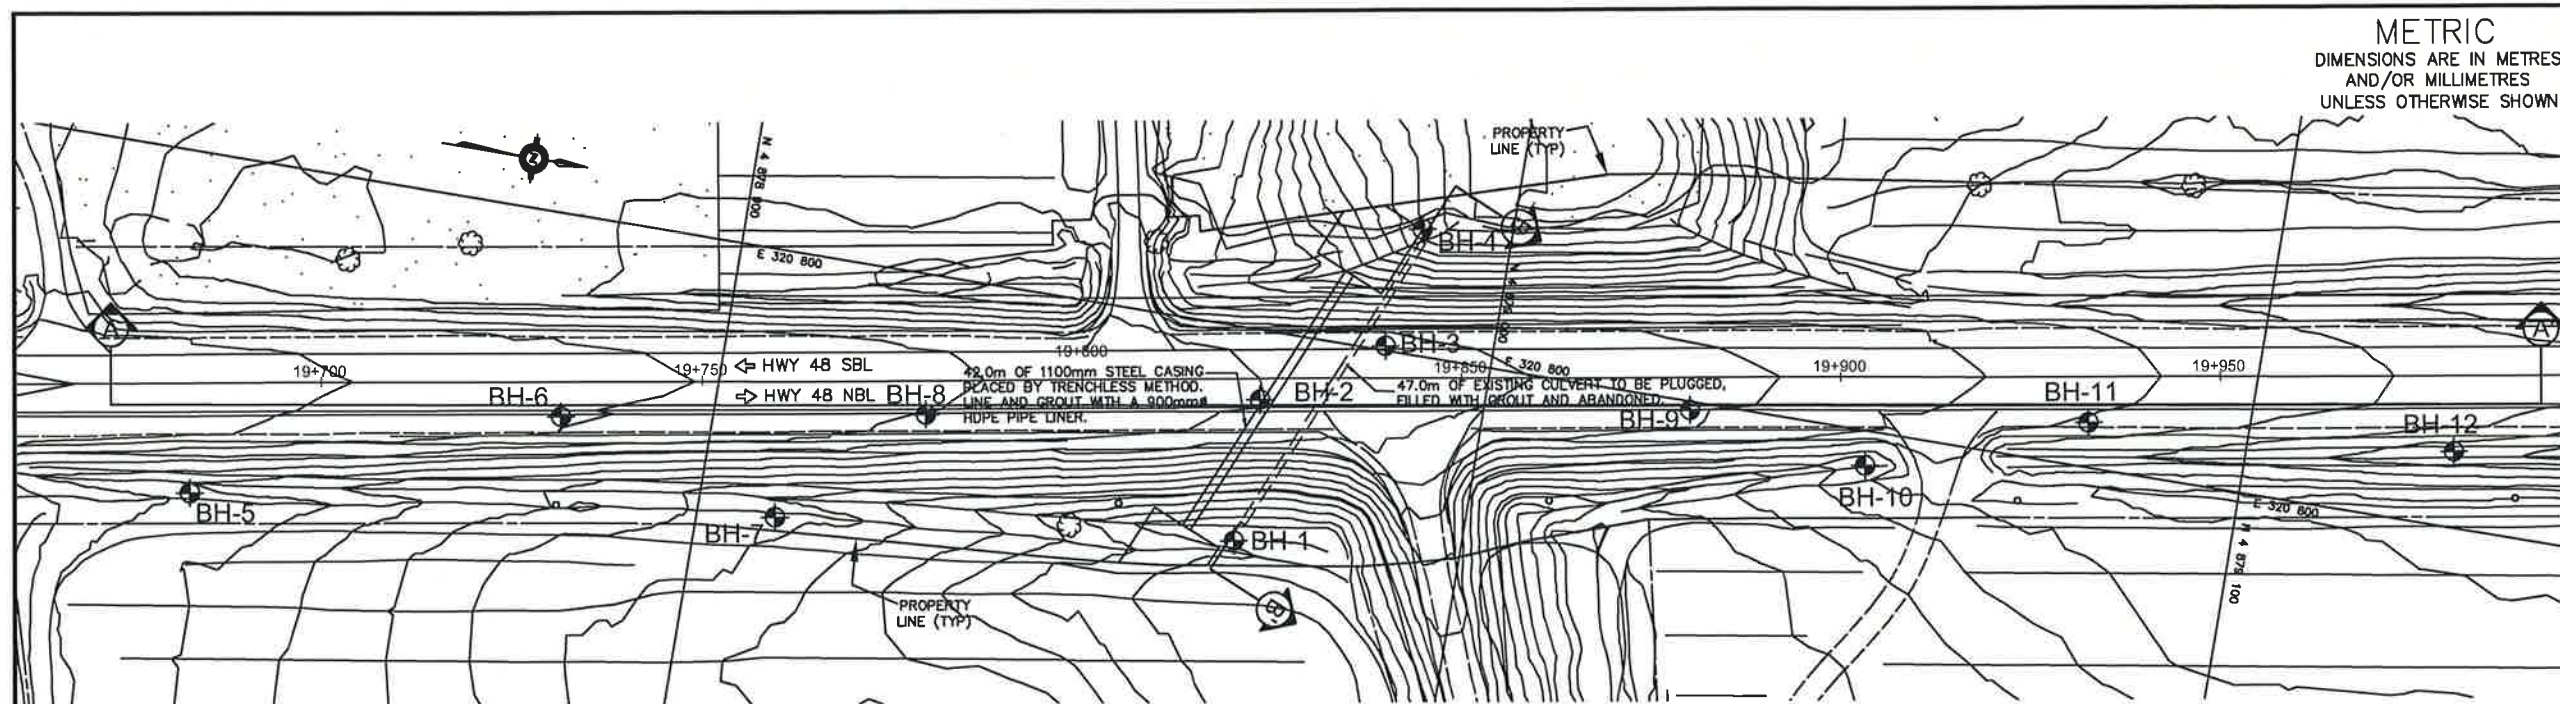 METRIC
DIMENSIONS ARE IN METRES
AND/OR MILLIMETRES
UNLESS OTHERWISE SHOWN
PROPERTY
LINE (TYP)
N
N 4 878 900
E 320 800
BH-4
B
N 4 879 000
A
BH-3
19+700
19+750
HWY 48 SBL
19+800
19+850
E 320 800
19+900
19+950
A'
HWY 48 NBL
BH-6
BH-8
42.0m OF 1100mm STEEL CASING
PLACED BY TRENCHLESS METHOD.
LINE AND GROUT WITH A 900mmø
HDPE PIPE LINER.
BH-2
47.0m OF EXISTING CULVERT TO BE PLUGGED,
FILLED WITH GROUT AND ABANDONED.
BH-9
BH-11
BH-12
BH-5
BH-7
BH-1
BH-10
E 320 800
N 4 879 100
PROPERTY
LINE (TYP)
B'